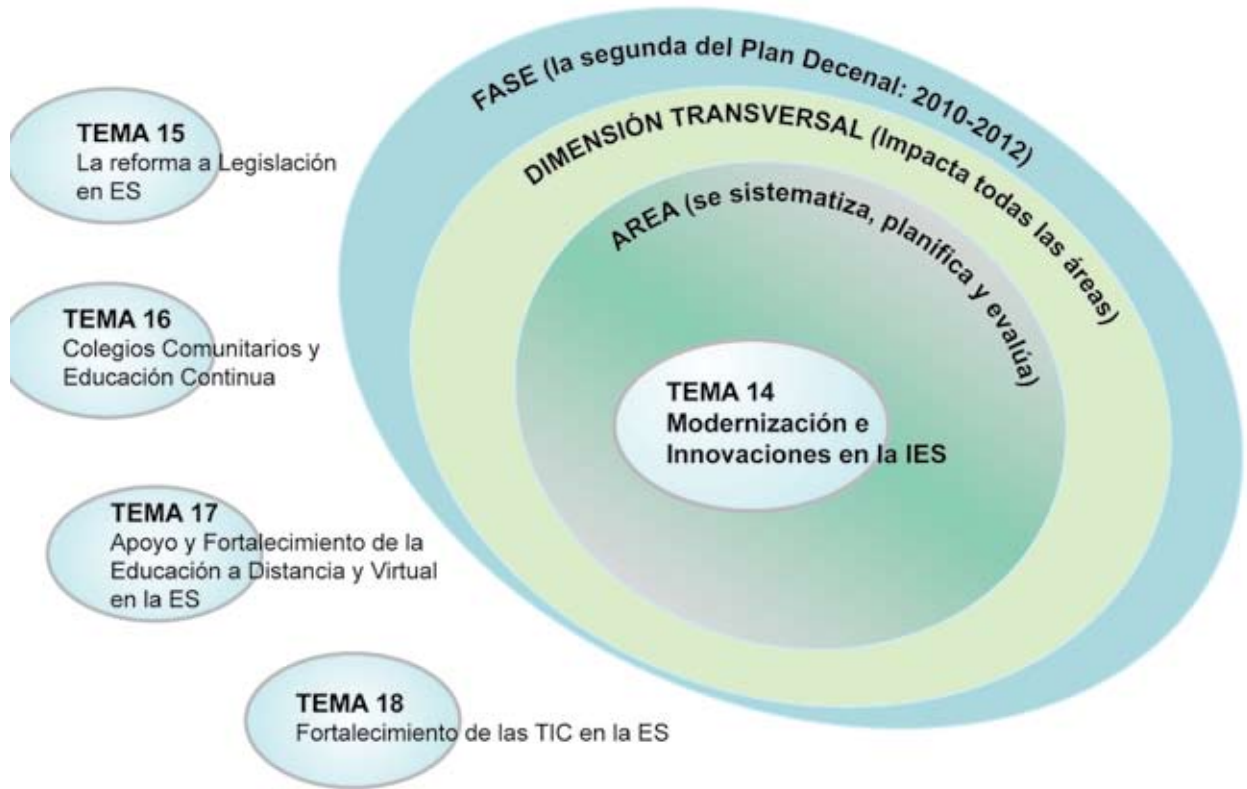 FASE (la segunda del Plan Decenal: 2010-2012)
DIMENSIÓN TRANSVERSAL (Impacta todas las áreas)
AREA (se sistematiza, planifica y evalúa)
TEMA 14
Modernización e
Innovaciones en la IES
TEMA 15
La reforma a Legislación
en ES
TEMA 16
Colegios Comunitarios y
Educación Continua
TEMA 17
Apoyo y Fortalecimiento de la
Educación a Distancia y Virtual
en la ES
TEMA 18
Fortalecimiento de las TIC en la ES